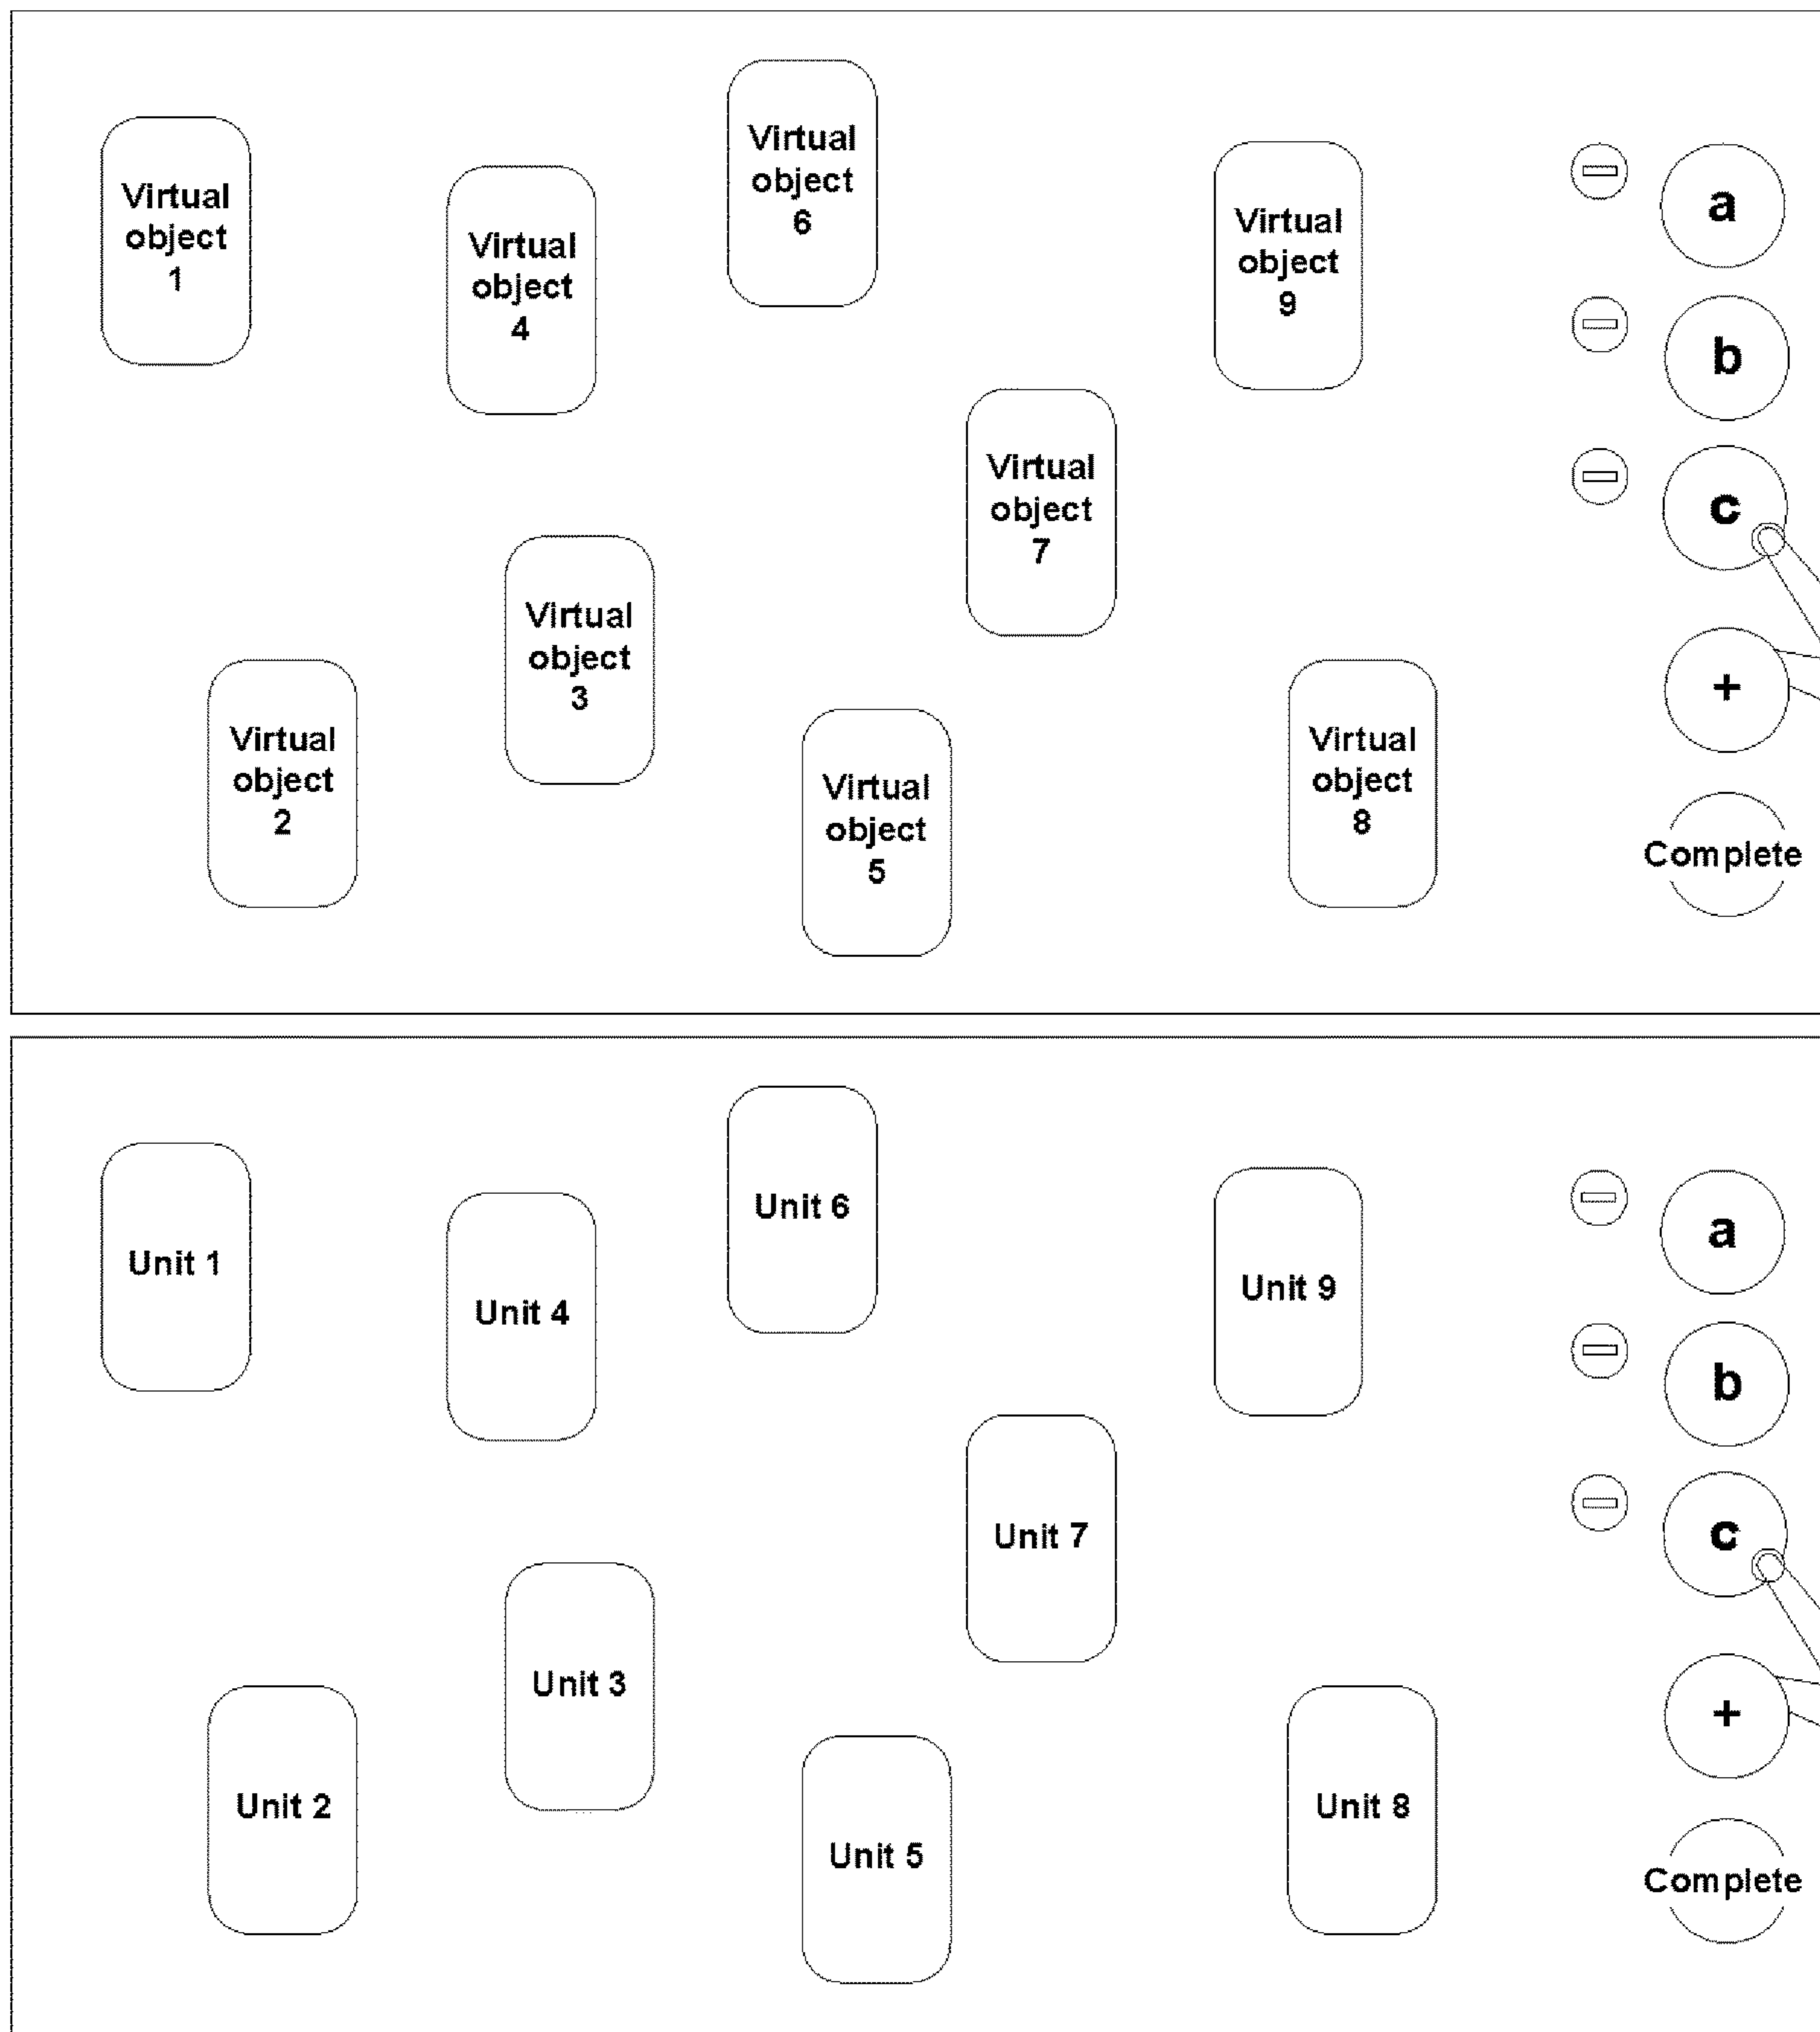 Virtual
object
1
Virtual
object
4
Virtual
object
6
Virtual
object
9
Virtual
object
7
Virtual
object
3
Virtual
object
2
Virtual
object
5
Virtual
object
8
a
b
c
+
Complete
Unit 1
Unit 4
Unit 6
Unit 9
Unit 7
Unit 3
Unit 2
Unit 5
Unit 8
a
b
c
+
Complete